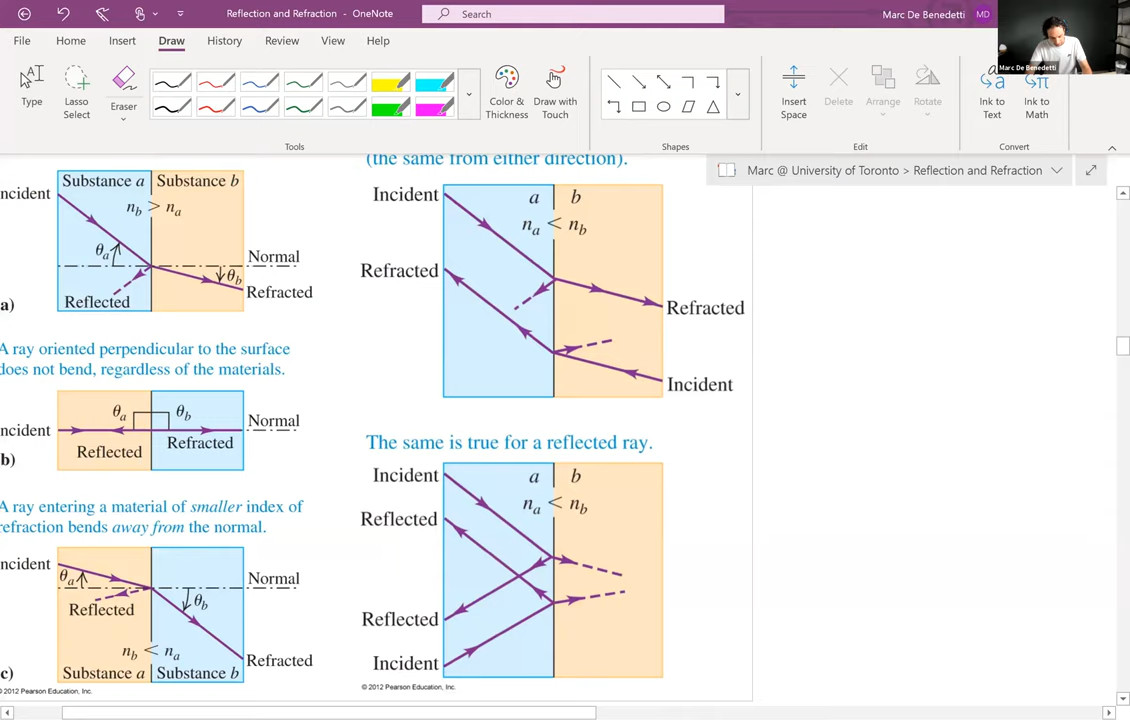 Reflection and Refraction - OneNote
Search
Marc De Benedetti
MD
Marc De Benedetti
File
Home
Insert
Draw
History
Review
View
Help
Type
Lasso
Select
Eraser
Color &
Thickness
Draw with
Touch
Insert
Space
Delete
Arrange
Rotate
Ink to
Text
Ink to
Math
Tools
Shapes
Edit
Convert
Marc @ University of Toronto > Reflection and Refraction
ncident
Substance a
Substance b
n_b > n_a
θ_a
Normal
θ_b
Refracted
Reflected
a)
A ray oriented perpendicular to the surface
does not bend, regardless of the materials.
θ_a
θ_b
ncident
Normal
Reflected
Refracted
b)
A ray entering a material of smaller index of
refraction bends away from the normal.
ncident
θ_a
Normal
θ_b
Reflected
n_b < n_a
Refracted
c)
Substance a
Substance b
© 2012 Pearson Education, Inc.
(the same from either direction).
Incident
a
b
n_a < n_b
Refracted
Refracted
Incident
The same is true for a reflected ray.
Incident
a
b
n_a < n_b
Reflected
Reflected
Incident
© 2012 Pearson Education, Inc.